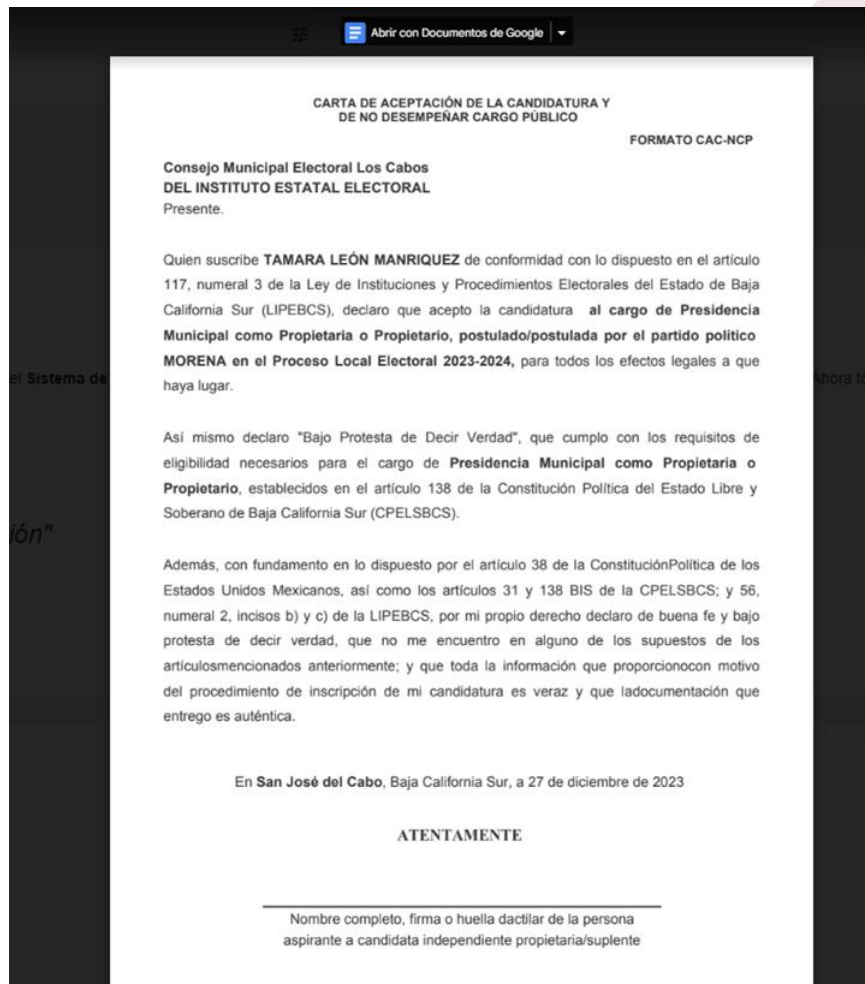 Abrir con Documentos de Google
CARTA DE ACEPTACIÓN DE LA CANDIDATURA Y
DE NO DESEMPEÑAR CARGO PÚBLICO
FORMATO CAC-NCP
Consejo Municipal Electoral Los Cabos
DEL INSTITUTO ESTATAL ELECTORAL
Presente.
Quien suscribe TAMARA LEÓN MANRIQUEZ de conformidad con lo dispuesto en el artículo
117, numeral 3 de la Ley de Instituciones y Procedimientos Electorales del Estado de Baja
California Sur (LIPEBCS), declaro que acepto la candidatura al cargo de Presidencia
Municipal como Propietaria o Propietario, postulado/postulada por el partido político
MORENA en el Proceso Local Electoral 2023-2024, para todos los efectos legales a que
haya lugar.
el Sistema de
Ahora to
Así mismo declaro "Bajo Protesta de Decir Verdad", que cumplo con los requisitos de
eligibilidad necesarios para el cargo de Presidencia Municipal como Propietaria o
Propietario, establecidos en el artículo 138 de la Constitución Política del Estado Libre y
Soberano de Baja California Sur (CPELSBCS).
ión"
Además, con fundamento en lo dispuesto por el artículo 38 de la ConstituciónPolítica de los
Estados Unidos Mexicanos, así como los artículos 31 y 138 BIS de la CPELSBCS; y 56,
numeral 2, incisos b) y c) de la LIPEBCS, por mi propio derecho declaro de buena fe y bajo
protesta de decir verdad, que no me encuentro en alguno de los supuestos de los
artículosmencionados anteriormente; y que toda la información que proporcionocon motivo
del procedimiento de inscripción de mi candidatura es veraz y que ladocumentación que
entrego es auténtica.
En San José del Cabo, Baja California Sur, a 27 de diciembre de 2023
ATENTAMENTE
Nombre completo, firma o huella dactilar de la persona
aspirante a candidata independiente propietaria/suplente